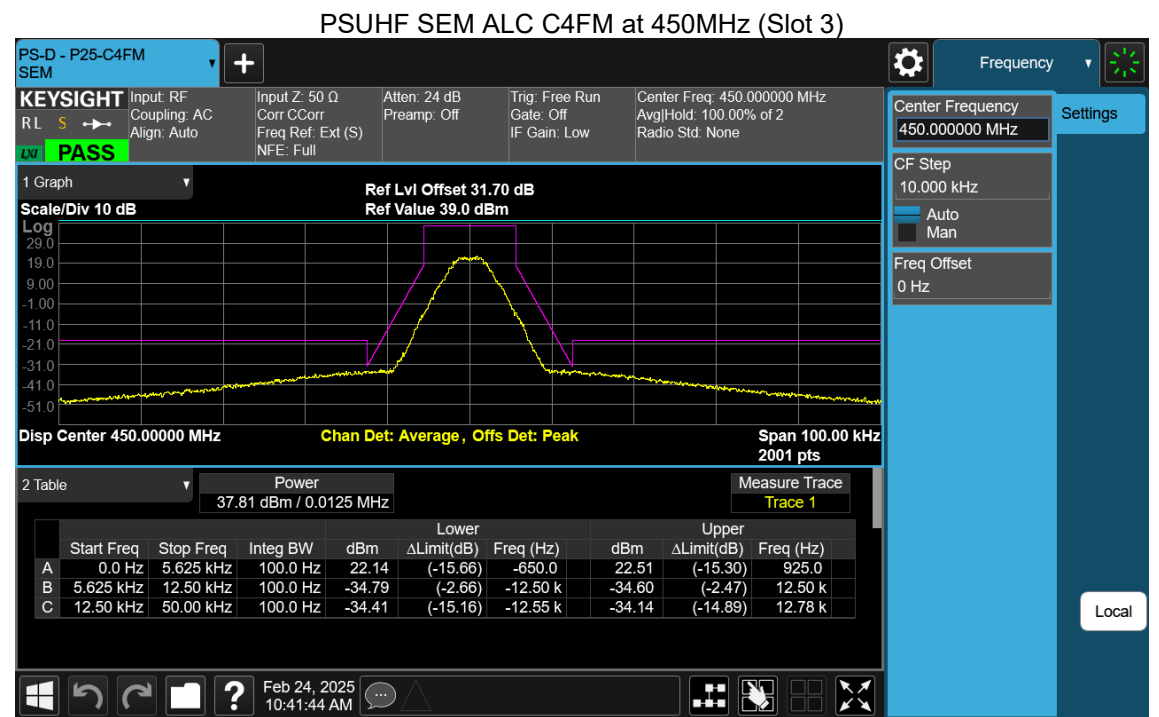 PSUHF SEM ALC C4FM at 450MHz (Slot 3)
PS-D - P25-C4FM
SEM
Frequency
KEYSIGHT
R L S
LXI PASS
Input: RF
Coupling: AC
Align: Auto
Input Z: 50 Ω
Corr CCorr
Freq Ref: Ext (S)
NFE: Full
Atten: 24 dB
Preamp: Off
Trig: Free Run
Gate: Off
IF Gain: Low
Center Freq: 450.000000 MHz
Avg|Hold: 100.00% of 2
Radio Std: None
Center Frequency
450.000000 MHz
Settings
CF Step
10.000 kHz
Auto
Man
Freq Offset
0 Hz
1 Graph
Scale/Div 10 dB
Ref Lvl Offset 31.70 dB
Ref Value 39.0 dBm
Log
29.0
19.0
9.00
-1.00
-11.0
-21.0
-31.0
-41.0
-51.0
Disp Center 450.00000 MHz
Chan Det: Average , Offs Det: Peak
Span 100.00 kHz
2001 pts
2 Table
Power
37.81 dBm / 0.0125 MHz
Measure Trace
Trace 1
Lower Upper
Start Freq Stop Freq Integ BW dBm ΔLimit(dB) Freq (Hz) dBm ΔLimit(dB) Freq (Hz)
A 0.0 Hz 5.625 kHz 100.0 Hz 22.14 (-15.66) -650.0 22.51 (-15.30) 925.0
B 5.625 kHz 12.50 kHz 100.0 Hz -34.79 (-2.66) -12.50 k -34.60 (-2.47) 12.50 k
C 12.50 kHz 50.00 kHz 100.0 Hz -34.41 (-15.16) -12.55 k -34.14 (-14.89) 12.78 k
Local
Feb 24, 2025
10:41:44 AM